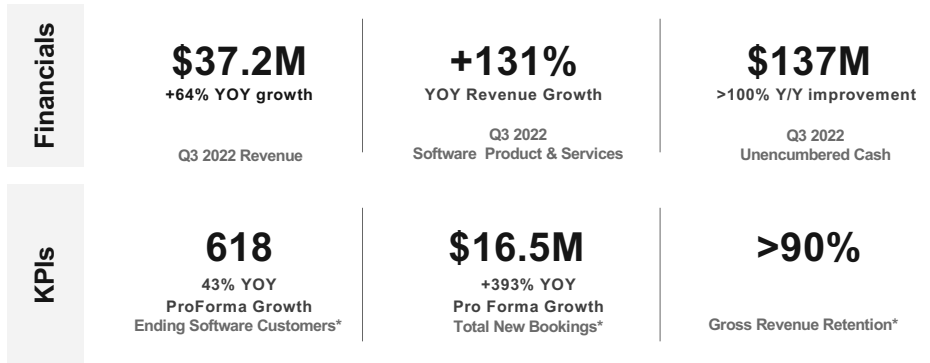 Financials
$37.2M
+64% YOY growth
Q3 2022 Revenue
+131%
YOY Revenue Growth
Q3 2022
Software Product & Services
$137M
>100% Y/Y improvement
Q3 2022
Unencumbered Cash
KPIs
618
43% YOY
ProForma Growth
Ending Software Customers*
$16.5M
+393% YOY
Pro Forma Growth
Total New Bookings*
>90%
Gross Revenue Retention*